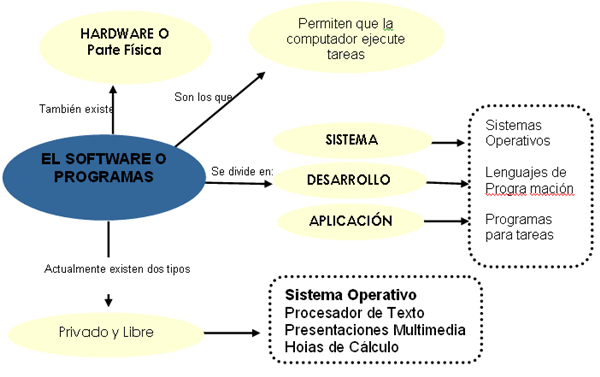 HARDWARE O
Parte Física
Permiten que la
computador ejecute
tareas
También existe
Son los que
EL SOFTWARE O
PROGRAMAS
Se divide en:
SISTEMA
DESARROLLO
APLICACIÓN
Sistemas
Operativos
Lenguajes de
Progra mación
Programas
para tareas
Actualmente existen dos tipos
Privado y Libre
Sistema Operativo
Procesador de Texto
Presentaciones Multimedia
Hojas de Cálculo